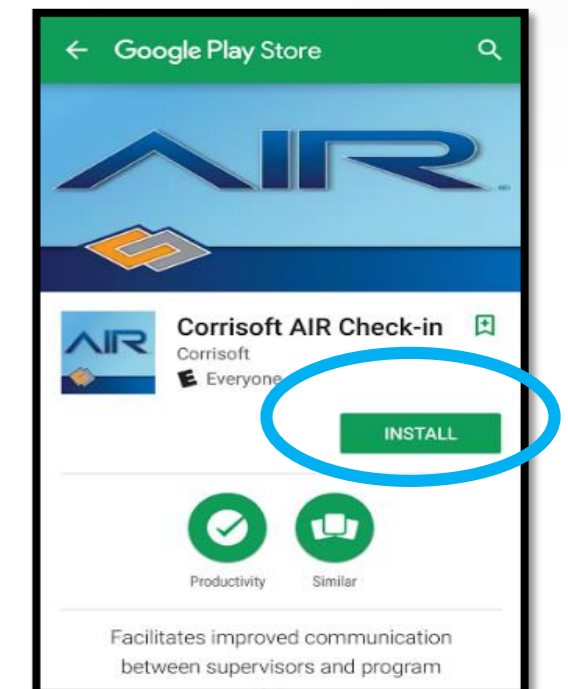 Google Play Store
AIR
AIR
Corrisoft AIR Check-in
Corrisoft
E Everyone
INSTALL
Productivity
Similar
Facilitates improved communication
between supervisors and program